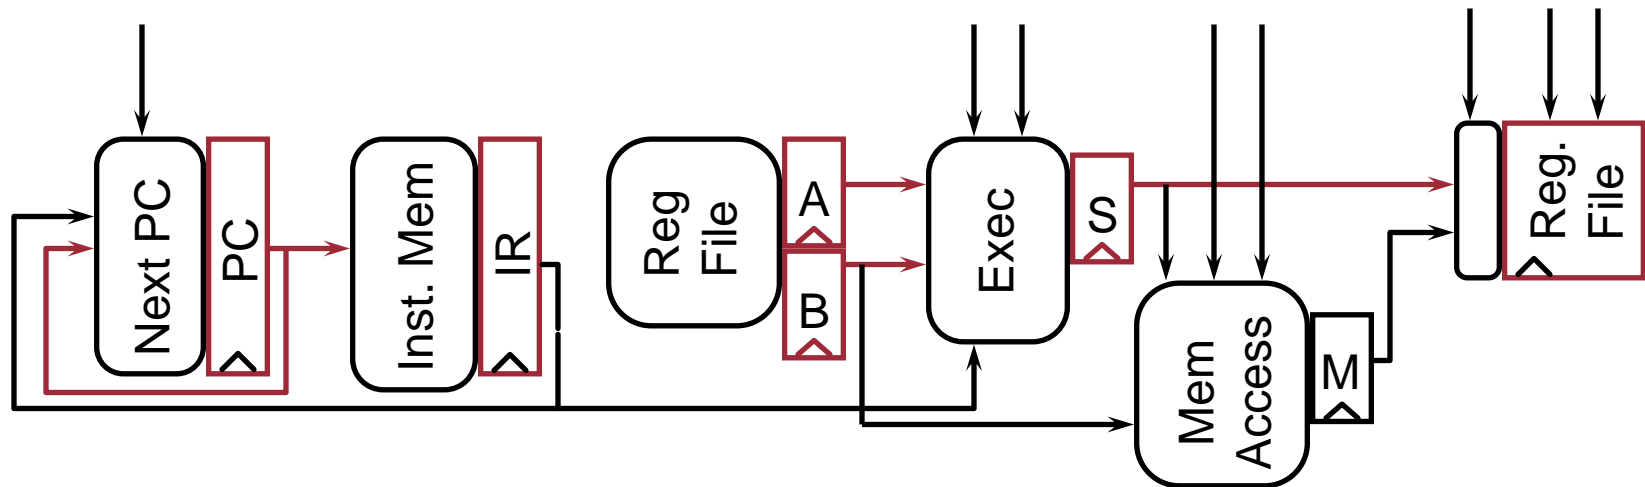 Next PC
PC
Inst. Mem
IR
Reg
File
A
B
Exec
S
Mem
Access
M
Reg.
File